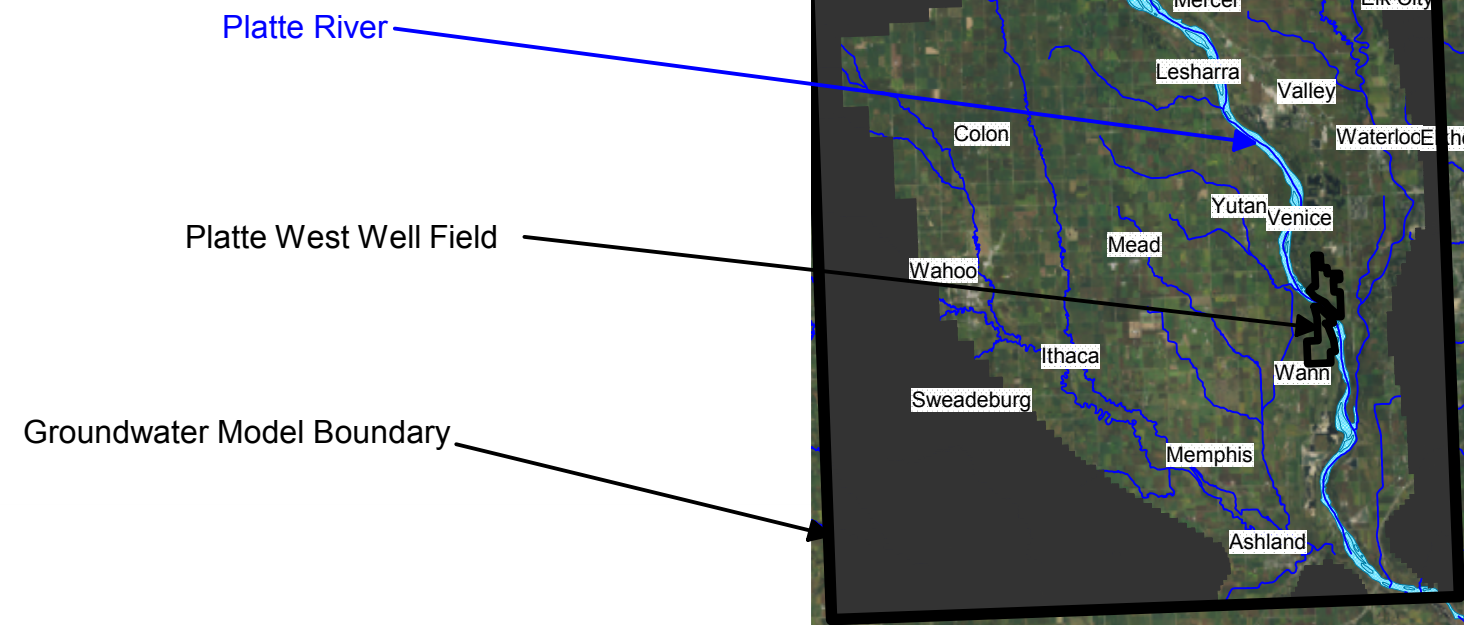 Platte River
Mercer
Elk City
Lesharra
Valley
Colon
Waterloo
Yutan
Venice
Platte West Well Field
Mead
Wahoo
Ithaca
Wann
Sweadeburg
Groundwater Model Boundary
Memphis
Ashland